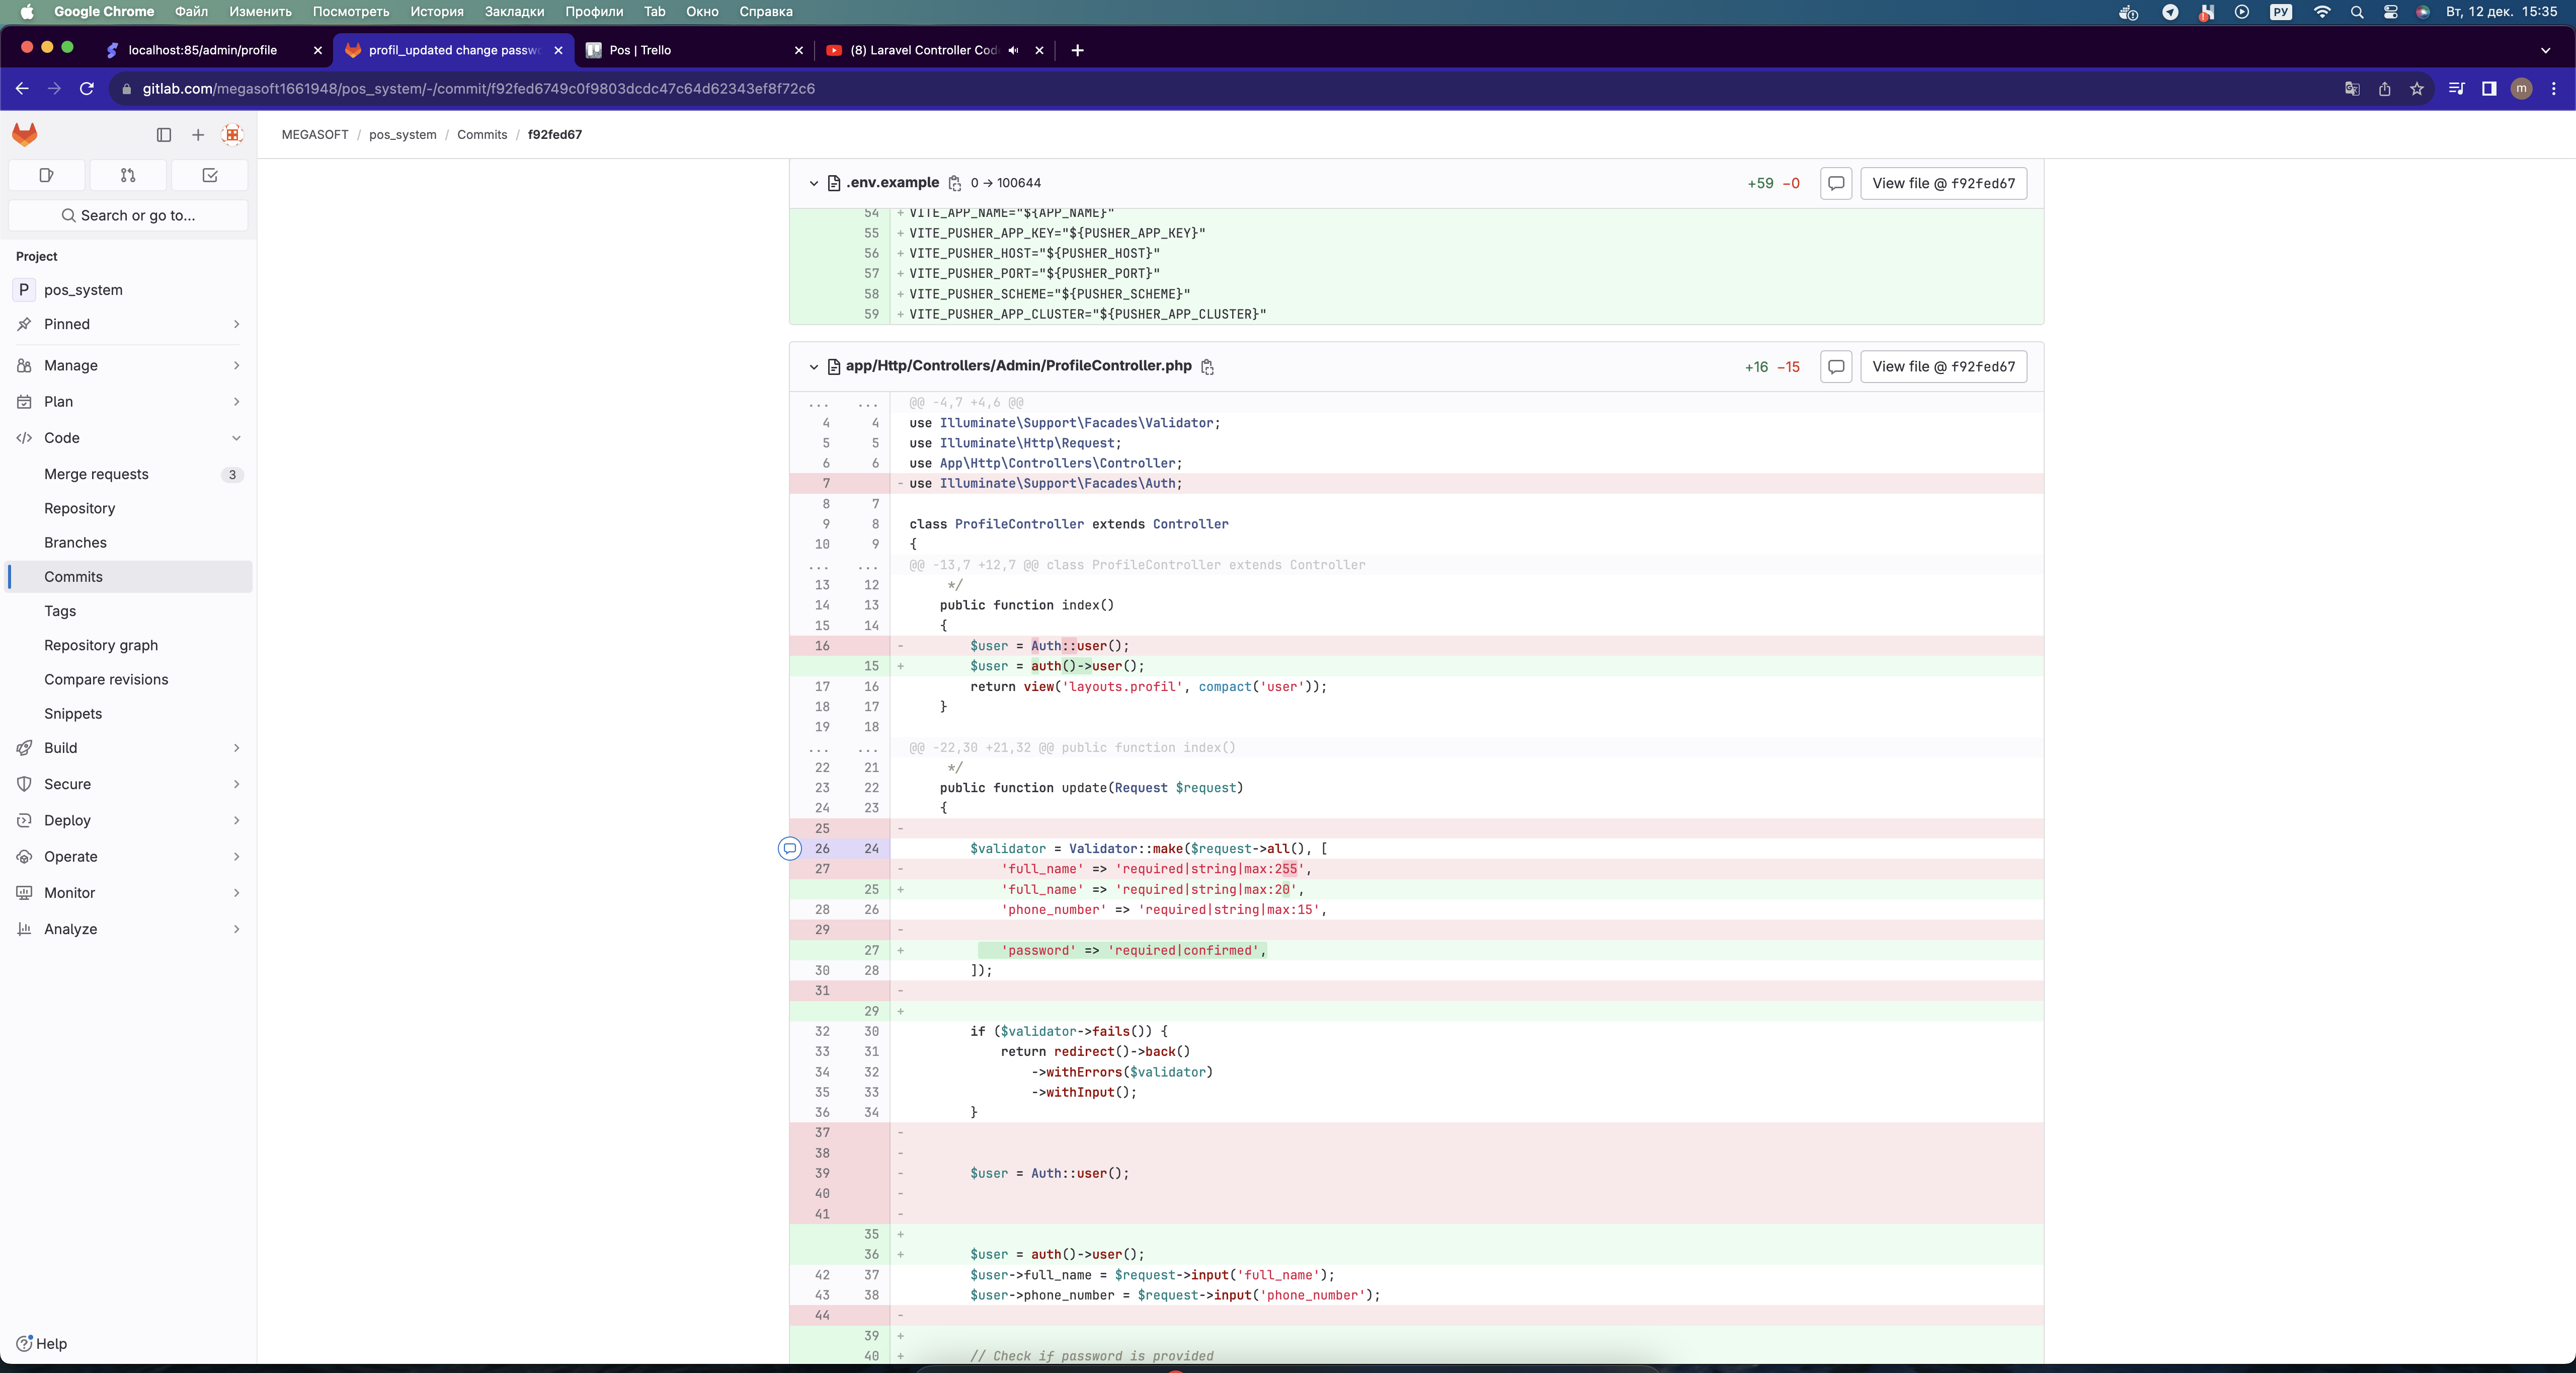 Google Chrome Файл Изменить Посмотреть История Закладки Профили Tab Окно Справка РУ Вт, 12 дек. 15:35
localhost:85/admin/profile
profil_updated change passw
Pos | Trello
(8) Laravel Controller Cod
gitlab.com/megasoft1661948/pos_system/-/commit/f92fed6749c0f9803dcdc47c64d62343ef8f72c6
m
MEGASOFT / pos_system / Commits / f92fed67
Search or go to...
Project
P pos_system
Pinned
Manage
Plan
Code
Merge requests 3
Repository
Branches
Commits
Tags
Repository graph
Compare revisions
Snippets
Build
Secure
Deploy
Operate
Monitor
Analyze
Help
.env.example 0 → 100644 +59 −0 View file @ f92fed67
54 + VITE_APP_NAME="${APP_NAME}"
55 + VITE_PUSHER_APP_KEY="${PUSHER_APP_KEY}"
56 + VITE_PUSHER_HOST="${PUSHER_HOST}"
57 + VITE_PUSHER_PORT="${PUSHER_PORT}"
58 + VITE_PUSHER_SCHEME="${PUSHER_SCHEME}"
59 + VITE_PUSHER_APP_CLUSTER="${PUSHER_APP_CLUSTER}"
app/Http/Controllers/Admin/ProfileController.php +16 −15 View file @ f92fed67
... ... @@ -4,7 +4,6 @@
4 4 use Illuminate\Support\Facades\Validator;
5 5 use Illuminate\Http\Request;
6 6 use App\Http\Controllers\Controller;
7 - use Illuminate\Support\Facades\Auth;
8 7
9 8 class ProfileController extends Controller
10 9 {
... ... @@ -13,7 +12,7 @@ class ProfileController extends Controller
13 12 */
14 13 public function index()
15 14 {
16 - $user = Auth::user();
15 + $user = auth()->user();
17 16 return view('layouts.profil', compact('user'));
18 17 }
19 18
... ... @@ -22,30 +21,32 @@ public function index()
22 21 */
23 22 public function update(Request $request)
24 23 {
25 -
26 24 $validator = Validator::make($request->all(), [
27 - 'full_name' => 'required|string|max:255',
25 + 'full_name' => 'required|string|max:20',
28 26 'phone_number' => 'required|string|max:15',
29 -
27 + 'password' => 'required|confirmed',
30 28 ]);
31 -
29 +
32 30 if ($validator->fails()) {
33 31 return redirect()->back()
34 32 ->withErrors($validator)
35 33 ->withInput();
36 34 }
37 -
38 -
39 - $user = Auth::user();
40 -
41 -
35 +
36 + $user = auth()->user();
42 37 $user->full_name = $request->input('full_name');
43 38 $user->phone_number = $request->input('phone_number');
44 -
39 +
40 + // Check if password is provided